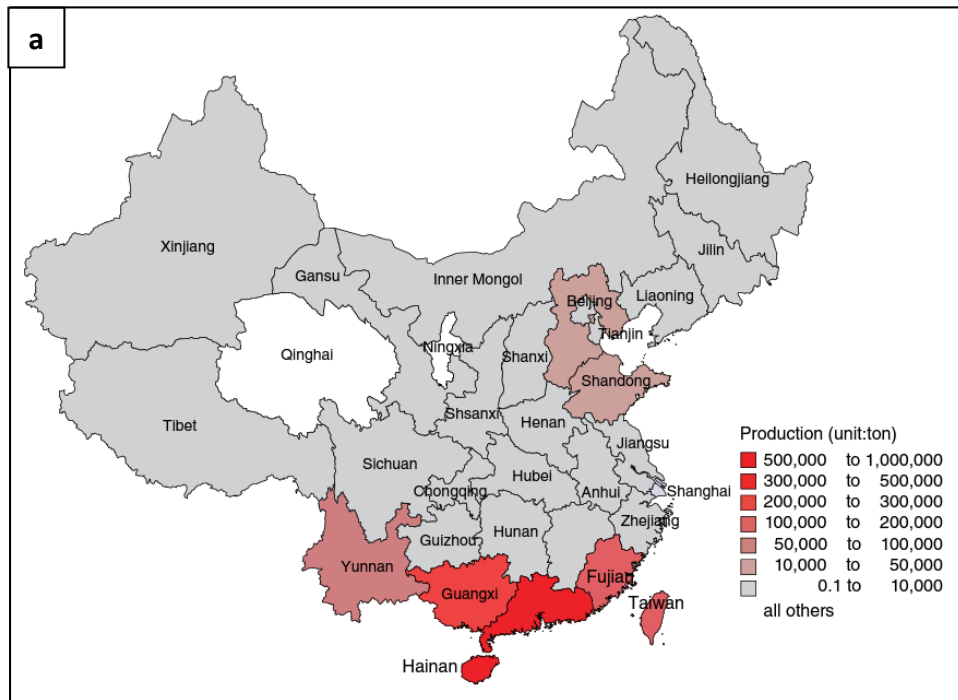 a
Heilongjiang
Jilin
Xinjiang
Gansu
Inner Mongol
Liaoning
Beijing
Tianjin
Ningxia
Shanxi
Qinghai
Shandong
Shsanxi
Henan
Tibet
Jiangsu
Sichuan
Hubei
Chongqing
Anhui
Shanghai
Zhejiang
Hunan
Guizhou
Yunnan
Fujian
Guangxi
Taiwan
Hainan
Production (unit:ton)
500,000 to 1,000,000
300,000 to 500,000
200,000 to 300,000
100,000 to 200,000
50,000 to 100,000
10,000 to 50,000
0.1 to 10,000
all others